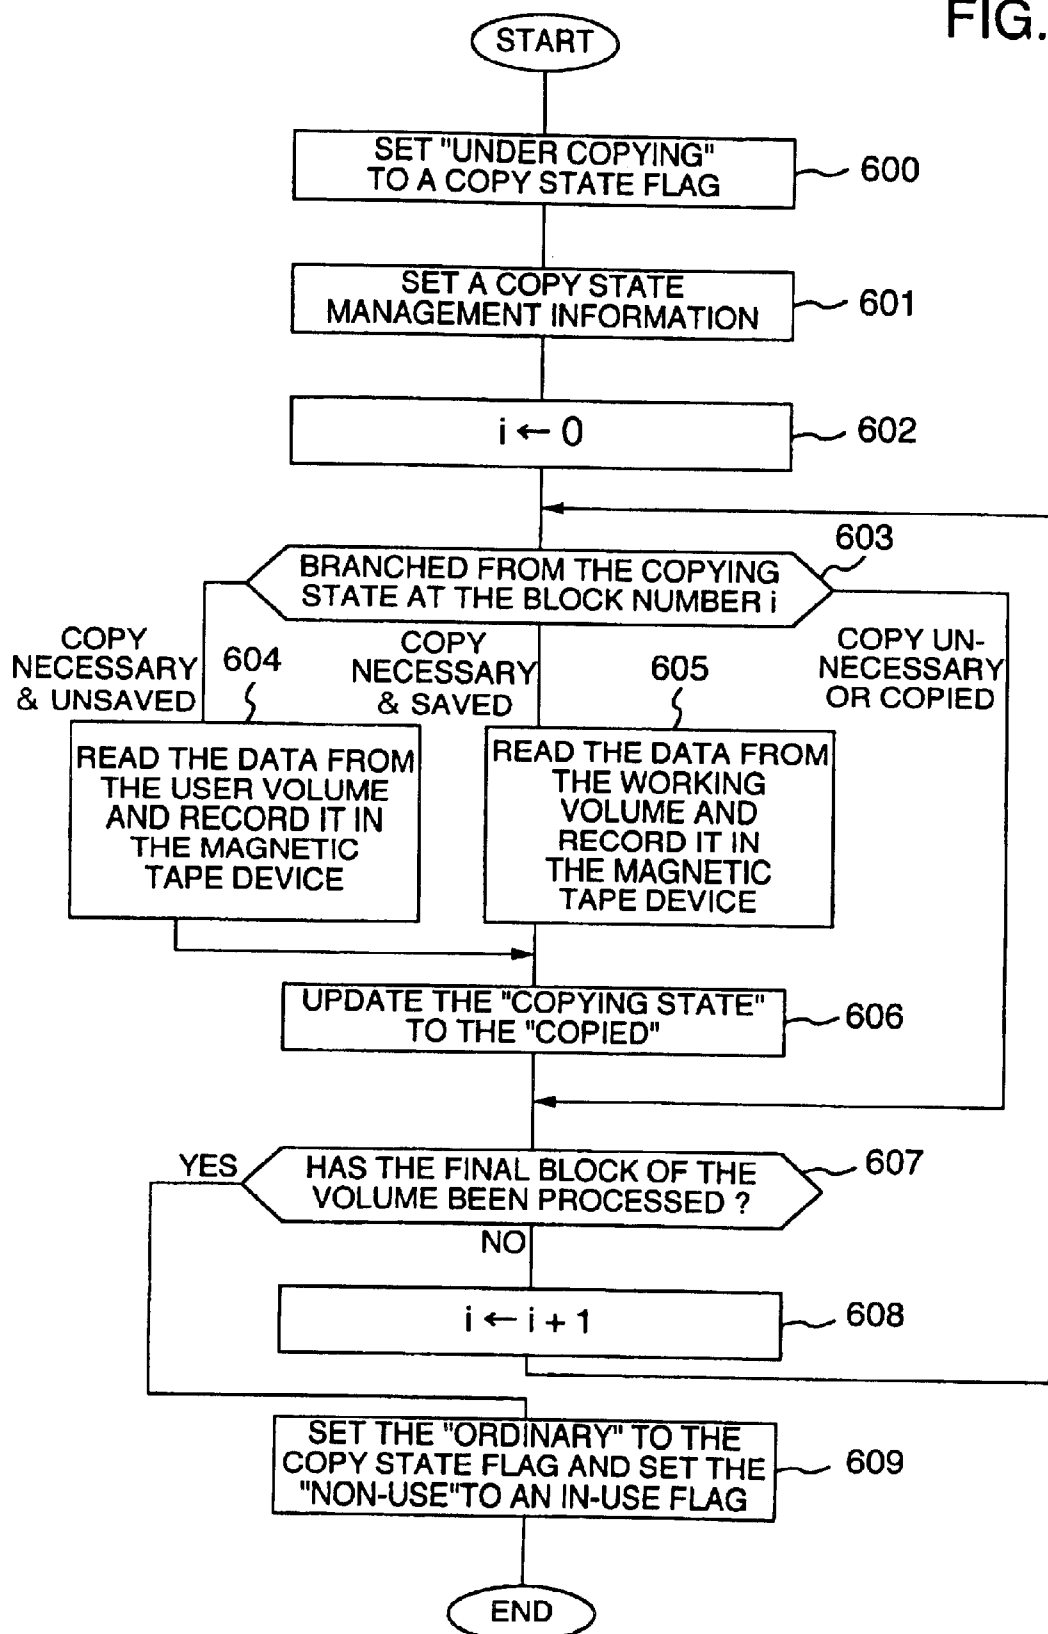 FIG.
START
SET "UNDER COPYING"
TO A COPY STATE FLAG
600
SET A COPY STATE
MANAGEMENT INFORMATION
601
i ← 0
602
603
BRANCHED FROM THE COPYING
STATE AT THE BLOCK NUMBER i
COPY
NECESSARY
& UNSAVED
604
COPY
NECESSARY
& SAVED
605
COPY UN-
NECESSARY
OR COPIED
READ THE DATA FROM
THE USER VOLUME
AND RECORD IT IN
THE MAGNETIC
TAPE DEVICE
READ THE DATA FROM
THE WORKING
VOLUME AND
RECORD IT IN
THE MAGNETIC
TAPE DEVICE
UPDATE THE "COPYING STATE"
TO THE "COPIED"
606
YES
HAS THE FINAL BLOCK OF THE
VOLUME BEEN PROCESSED ?
607
NO
i ← i + 1
608
SET THE "ORDINARY" TO THE
COPY STATE FLAG AND SET THE
"NON-USE"TO AN IN-USE FLAG
609
END